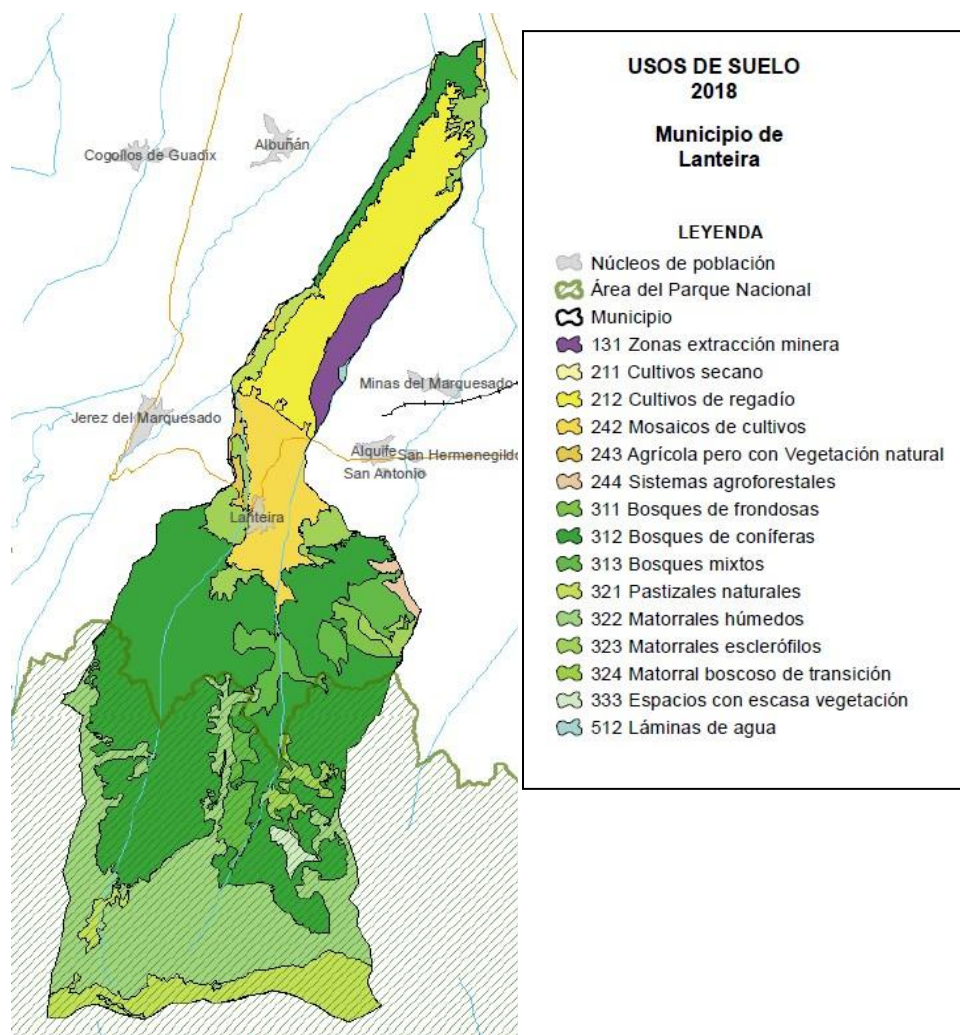 Cogollos de Guadix
Albuñán
Jerez del Marquesado
Minas del Marquesado
Alquife
San Hermenegildo
San Antonio
Lanteira
USOS DE SUELO
2018
Municipio de
Lanteira
LEYENDA
Núcleos de población
Área del Parque Nacional
Municipio
131 Zonas extracción minera
211 Cultivos secano
212 Cultivos de regadío
242 Mosaicos de cultivos
243 Agrícola pero con Vegetación natural
244 Sistemas agroforestales
311 Bosques de frondosas
312 Bosques de coníferas
313 Bosques mixtos
321 Pastizales naturales
322 Matorrales húmedos
323 Matorrales esclerófilos
324 Matorral boscoso de transición
333 Espacios con escasa vegetación
512 Láminas de agua